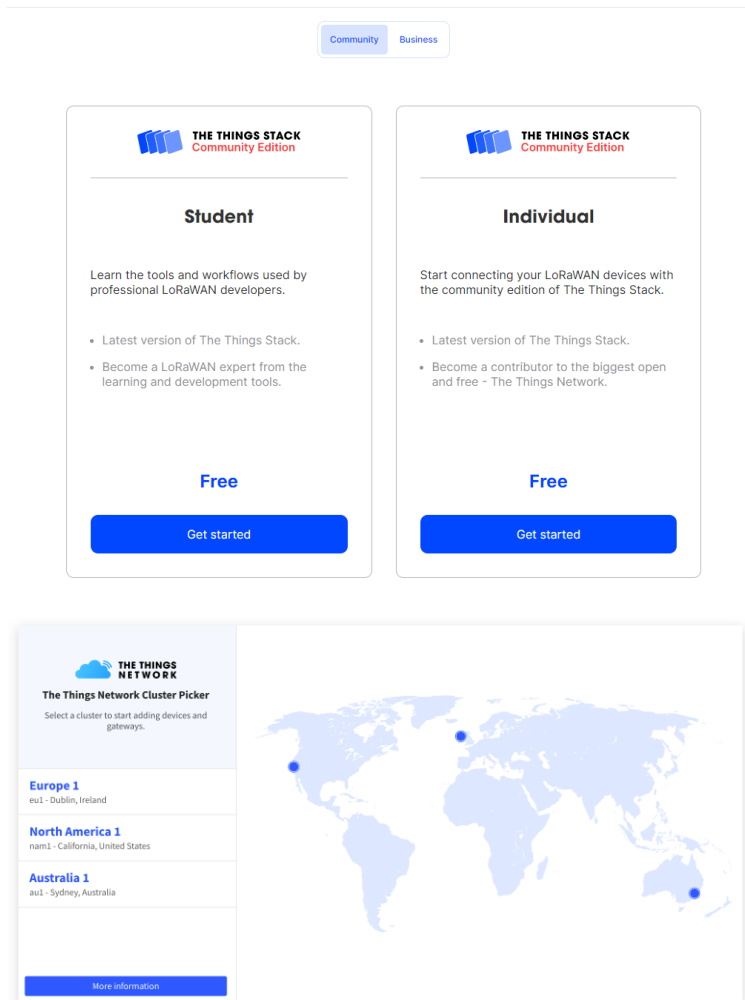 Community
Business
THE THINGS STACK
Community Edition
Student
Learn the tools and workflows used by
professional LoRaWAN developers.
• Latest version of The Things Stack.
• Become a LoRaWAN expert from the
learning and development tools.
Free
Get started
THE THINGS STACK
Community Edition
Individual
Start connecting your LoRaWAN devices with
the community edition of The Things Stack.
• Latest version of The Things Stack.
• Become a contributor to the biggest open
and free - The Things Network.
Free
Get started
THE THINGS
NETWORK
The Things Network Cluster Picker
Select a cluster to start adding devices and
gateways.
Europe 1
eu1 - Dublin, Ireland
North America 1
nam1 - California, United States
Australia 1
au1 - Sydney, Australia
More information